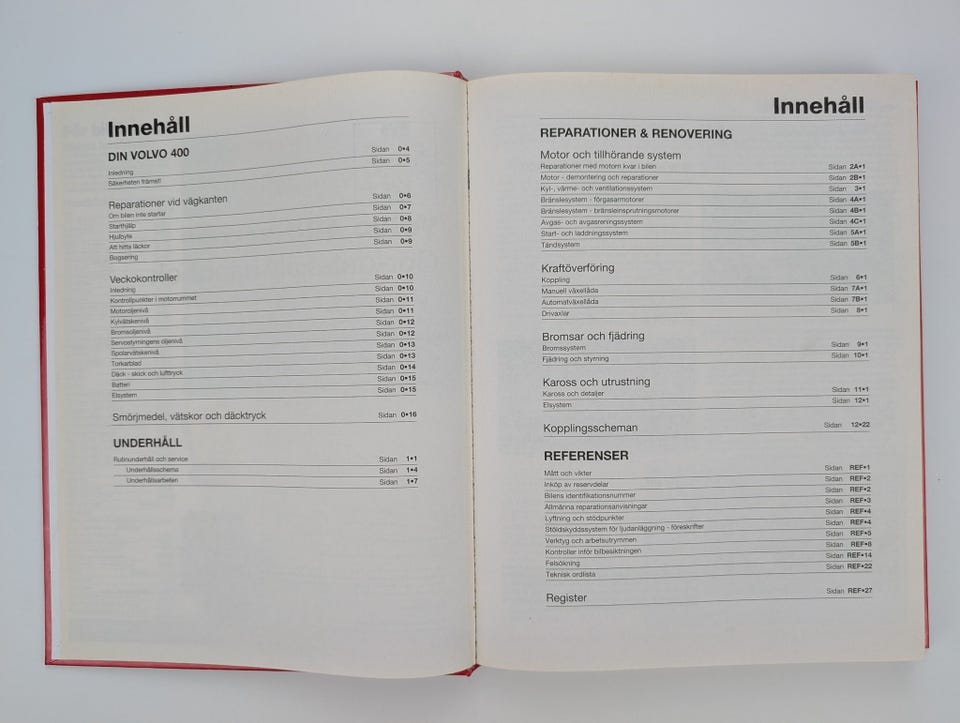 Innehåll
DIN VOLVO 400
Inledning Sidan 0•4
Säkerheten främst! Sidan 0•5
Reparationer vid vägkanten
Om bilen inte startar Sidan 0•6
Starthjälp Sidan 0•7
Hjulbyte Sidan 0•8
Att hitta läckor Sidan 0•9
Bogsering Sidan 0•9
Veckokontroller
Inledning Sidan 0•10
Kontrollpunkter i motorrummet Sidan 0•10
Motoroljenivå Sidan 0•11
Kylvätskenivå Sidan 0•11
Bromsoljenivå Sidan 0•12
Servostyrningens oljenivå Sidan 0•12
Spolarvätskenivå Sidan 0•13
Torkarblad Sidan 0•13
Däck - skick och lufttryck Sidan 0•14
Batteri Sidan 0•15
Elsystem Sidan 0•15
Smörjmedel, vätskor och däcktryck Sidan 0•16
UNDERHÅLL
Rutinunderhåll och service Sidan 1•1
Underhållsschema Sidan 1•4
Underhållsarbeten Sidan 1•7
Innehåll
REPARATIONER & RENOVERING
Motor och tillhörande system
Reparationer med motorn kvar i bilen Sidan 2A•1
Motor - demontering och reparationer Sidan 2B•1
Kyl-, värme- och ventilationssystem Sidan 3•1
Bränslesystem - förgasarmotorer Sidan 4A•1
Bränslesystem - bränsleinsprutningsmotorer Sidan 4B•1
Avgas- och avgasreningssystem Sidan 4C•1
Start- och laddningssystem Sidan 5A•1
Tändsystem Sidan 5B•1
Kraftöverföring
Koppling Sidan 6•1
Manuell växellåda Sidan 7A•1
Automatväxellåda Sidan 7B•1
Drivaxlar Sidan 8•1
Bromsar och fjädring
Bromssystem Sidan 9•1
Fjädring och styrning Sidan 10•1
Kaross och utrustning
Kaross och detaljer Sidan 11•1
Elsystem Sidan 12•1
Kopplingsscheman Sidan 12•22
REFERENSER
Mått och vikter Sidan REF•1
Inköp av reservdelar Sidan REF•2
Bilens identifikationsnummer Sidan REF•2
Allmänna reparationsanvisningar Sidan REF•3
Lyftning och stödpunkter Sidan REF•4
Stöldskyddssystem för ljudanläggning - föreskrifter Sidan REF•4
Verktyg och arbetsutrymmen Sidan REF•5
Kontroller inför bilbesiktningen Sidan REF•8
Felsökning Sidan REF•14
Teknisk ordlista Sidan REF•22
Register Sidan REF•27